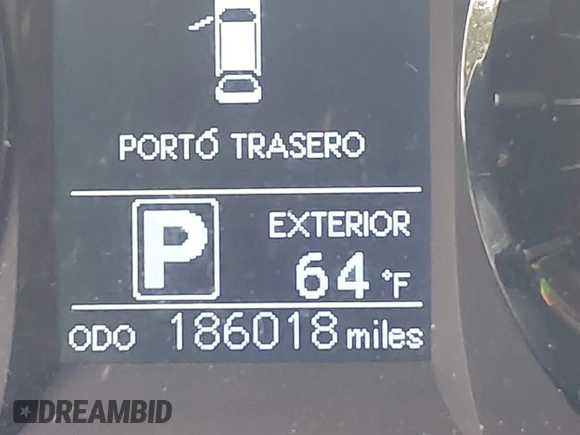 PORTÓ TRASERO
P
EXTERIOR
64 °F
ODO 186018 miles
DREAMBID